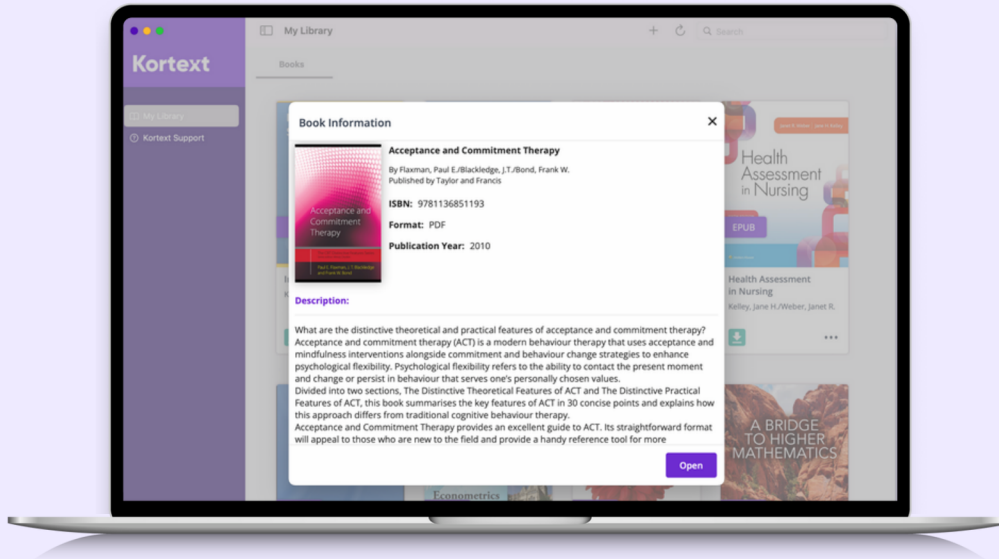 My Library
Search
Kortext
Books
My Library
Kortext Support
Book Information
Acceptance and Commitment Therapy
By Flaxman, Paul E./Blackledge, J.T./Bond, Frank W.
Published by Taylor and Francis
ISBN: 9781136851193
Format: PDF
Publication Year: 2010
Acceptance and
Commitment
Therapy
Paul E. Flaxman, J.T. Blackledge
and Frank W. Bond
Description:
What are the distinctive theoretical and practical features of acceptance and commitment therapy?
Acceptance and commitment therapy (ACT) is a modern behaviour therapy that uses acceptance and
mindfulness interventions alongside commitment and behaviour change strategies to enhance
psychological flexibility. Psychological flexibility refers to the ability to contact the present moment
and change or persist in behaviour that serves one's personally chosen values.
Divided into two sections, The Distinctive Theoretical Features of ACT and The Distinctive Practical
Features of ACT, this book summarises the key features of ACT in 30 concise points and explains how
this approach differs from traditional cognitive behaviour therapy.
Acceptance and Commitment Therapy provides an excellent guide to ACT. Its straightforward format
will appeal to those who are new to the field and provide a handy reference tool for more
Open
Health
Assessment
in Nursing
EPUB
Health Assessment
in Nursing
Kelley, Jane H./Weber, Janet R.
Econometrics
A BRIDGE
TO HIGHER
MATHEMATICS